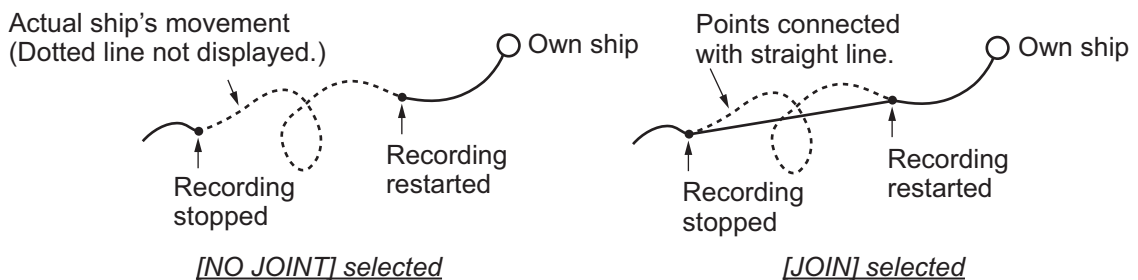 Actual ship's movement
(Dotted line not displayed.)
Own ship
Recording
stopped
Recording
restarted
[NO JOINT] selected
Points connected
with straight line.
Own ship
Recording
stopped
Recording
restarted
[JOIN] selected